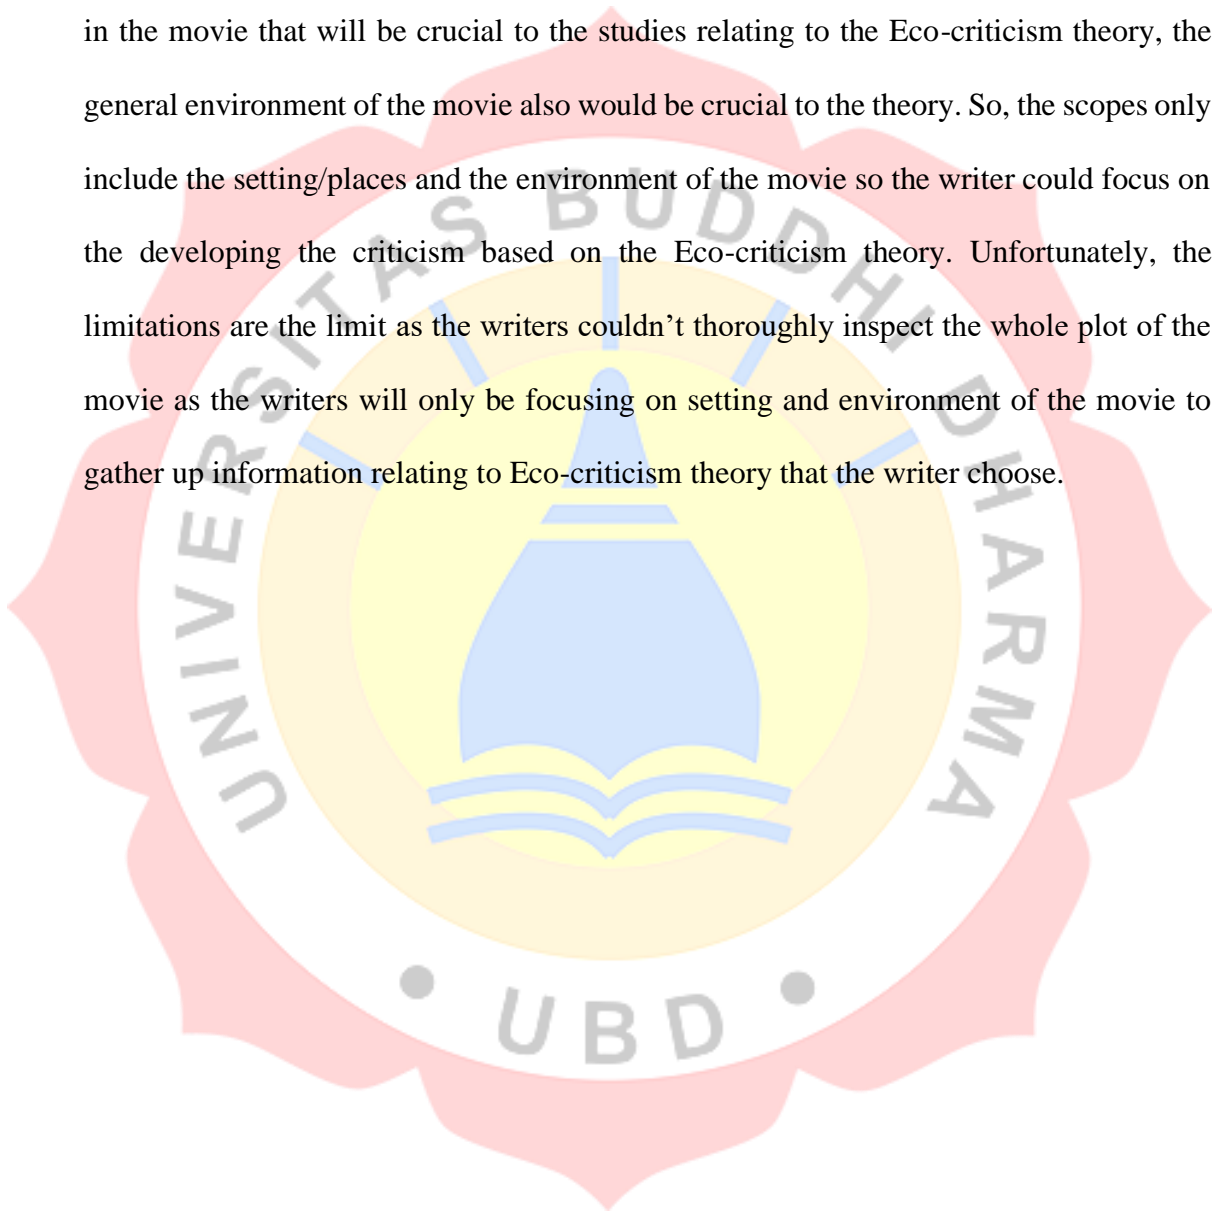 in the movie that will be crucial to the studies relating to the Eco-criticism theory, the
general environment of the movie also would be crucial to the theory. So, the scopes only
include the setting/places and the environment of the movie so the writer could focus on
the developing the criticism based on the Eco-criticism theory. Unfortunately, the
limitations are the limit as the writers couldn’t thoroughly inspect the whole plot of the
movie as the writers will only be focusing on setting and environment of the movie to
gather up information relating to Eco-criticism theory that the writer choose.
UNIVERSITAS BUDDHI DHARMA
• UBD •